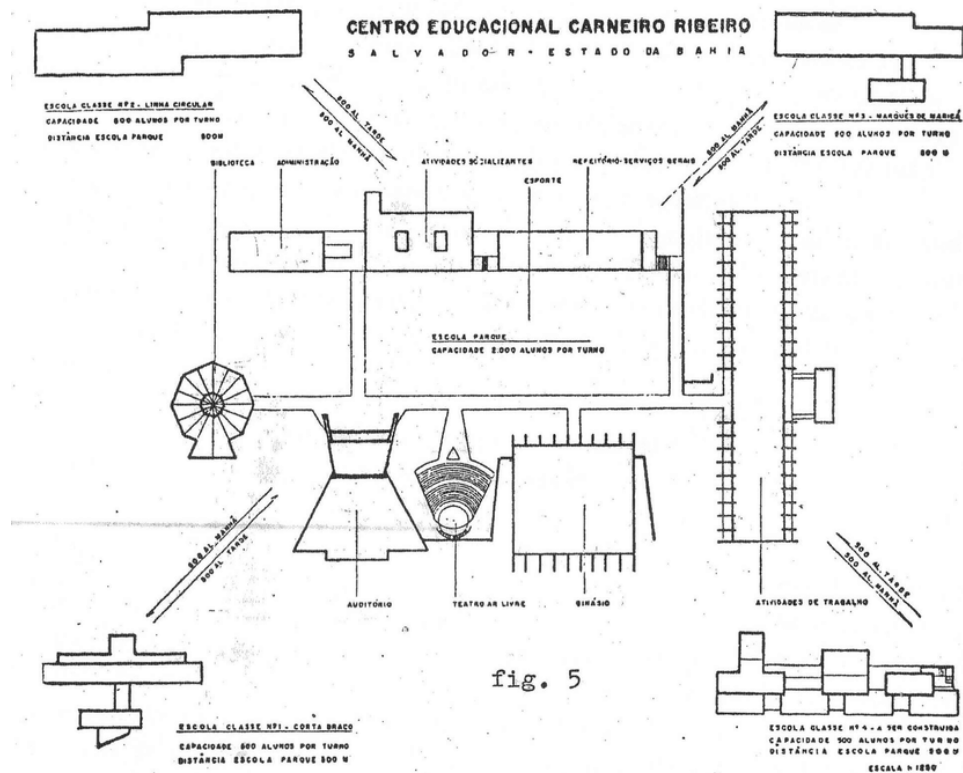 CENTRO EDUCACIONAL CARNEIRO RIBEIRO
SALVADOR - ESTADO DA BAHIA
ESCOLA CLASSE Nº2 - LINHA CIRCULAR
CAPACIDADE 500 ALUNOS POR TURNO
DISTÂNCIA ESCOLA PARQUE 500M
ESCOLA CLASSE Nº3 - MARQUÊS DE MARICÁ
CAPACIDADE 500 ALUNOS POR TURNO
DISTÂNCIA ESCOLA PARQUE
500 AL TARDE
500 AL MANHÃ
500 AL MANHÃ
500 AL TARDE
BIBLIOTECA
ADMINISTRAÇÃO
ATIVIDADES SOCIALIZANTES
REFEITÓRIO-SERVIÇOS GERAIS
ESPORTE
ESCOLA PARQUE
CAPACIDADE 2.000 ALUNOS POR TURNO
500 AL MANHÃ
500 AL TARDE
500 AL TARDE
500 AL MANHÃ
AUDITÓRIO
TEATRO AR LIVRE
GINÁSIO
ATIVIDADES DE TRABALHO
fig. 5
ESCOLA CLASSE Nº1 - CORTA BRAÇO
CAPACIDADE 500 ALUNOS POR TURNO
DISTÂNCIA ESCOLA PARQUE
ESCOLA CLASSE Nº4 - A SER CONSTRUIDA
CAPACIDADE 500 ALUNOS POR TURNO
DISTÂNCIA ESCOLA PARQUE
ESCALA